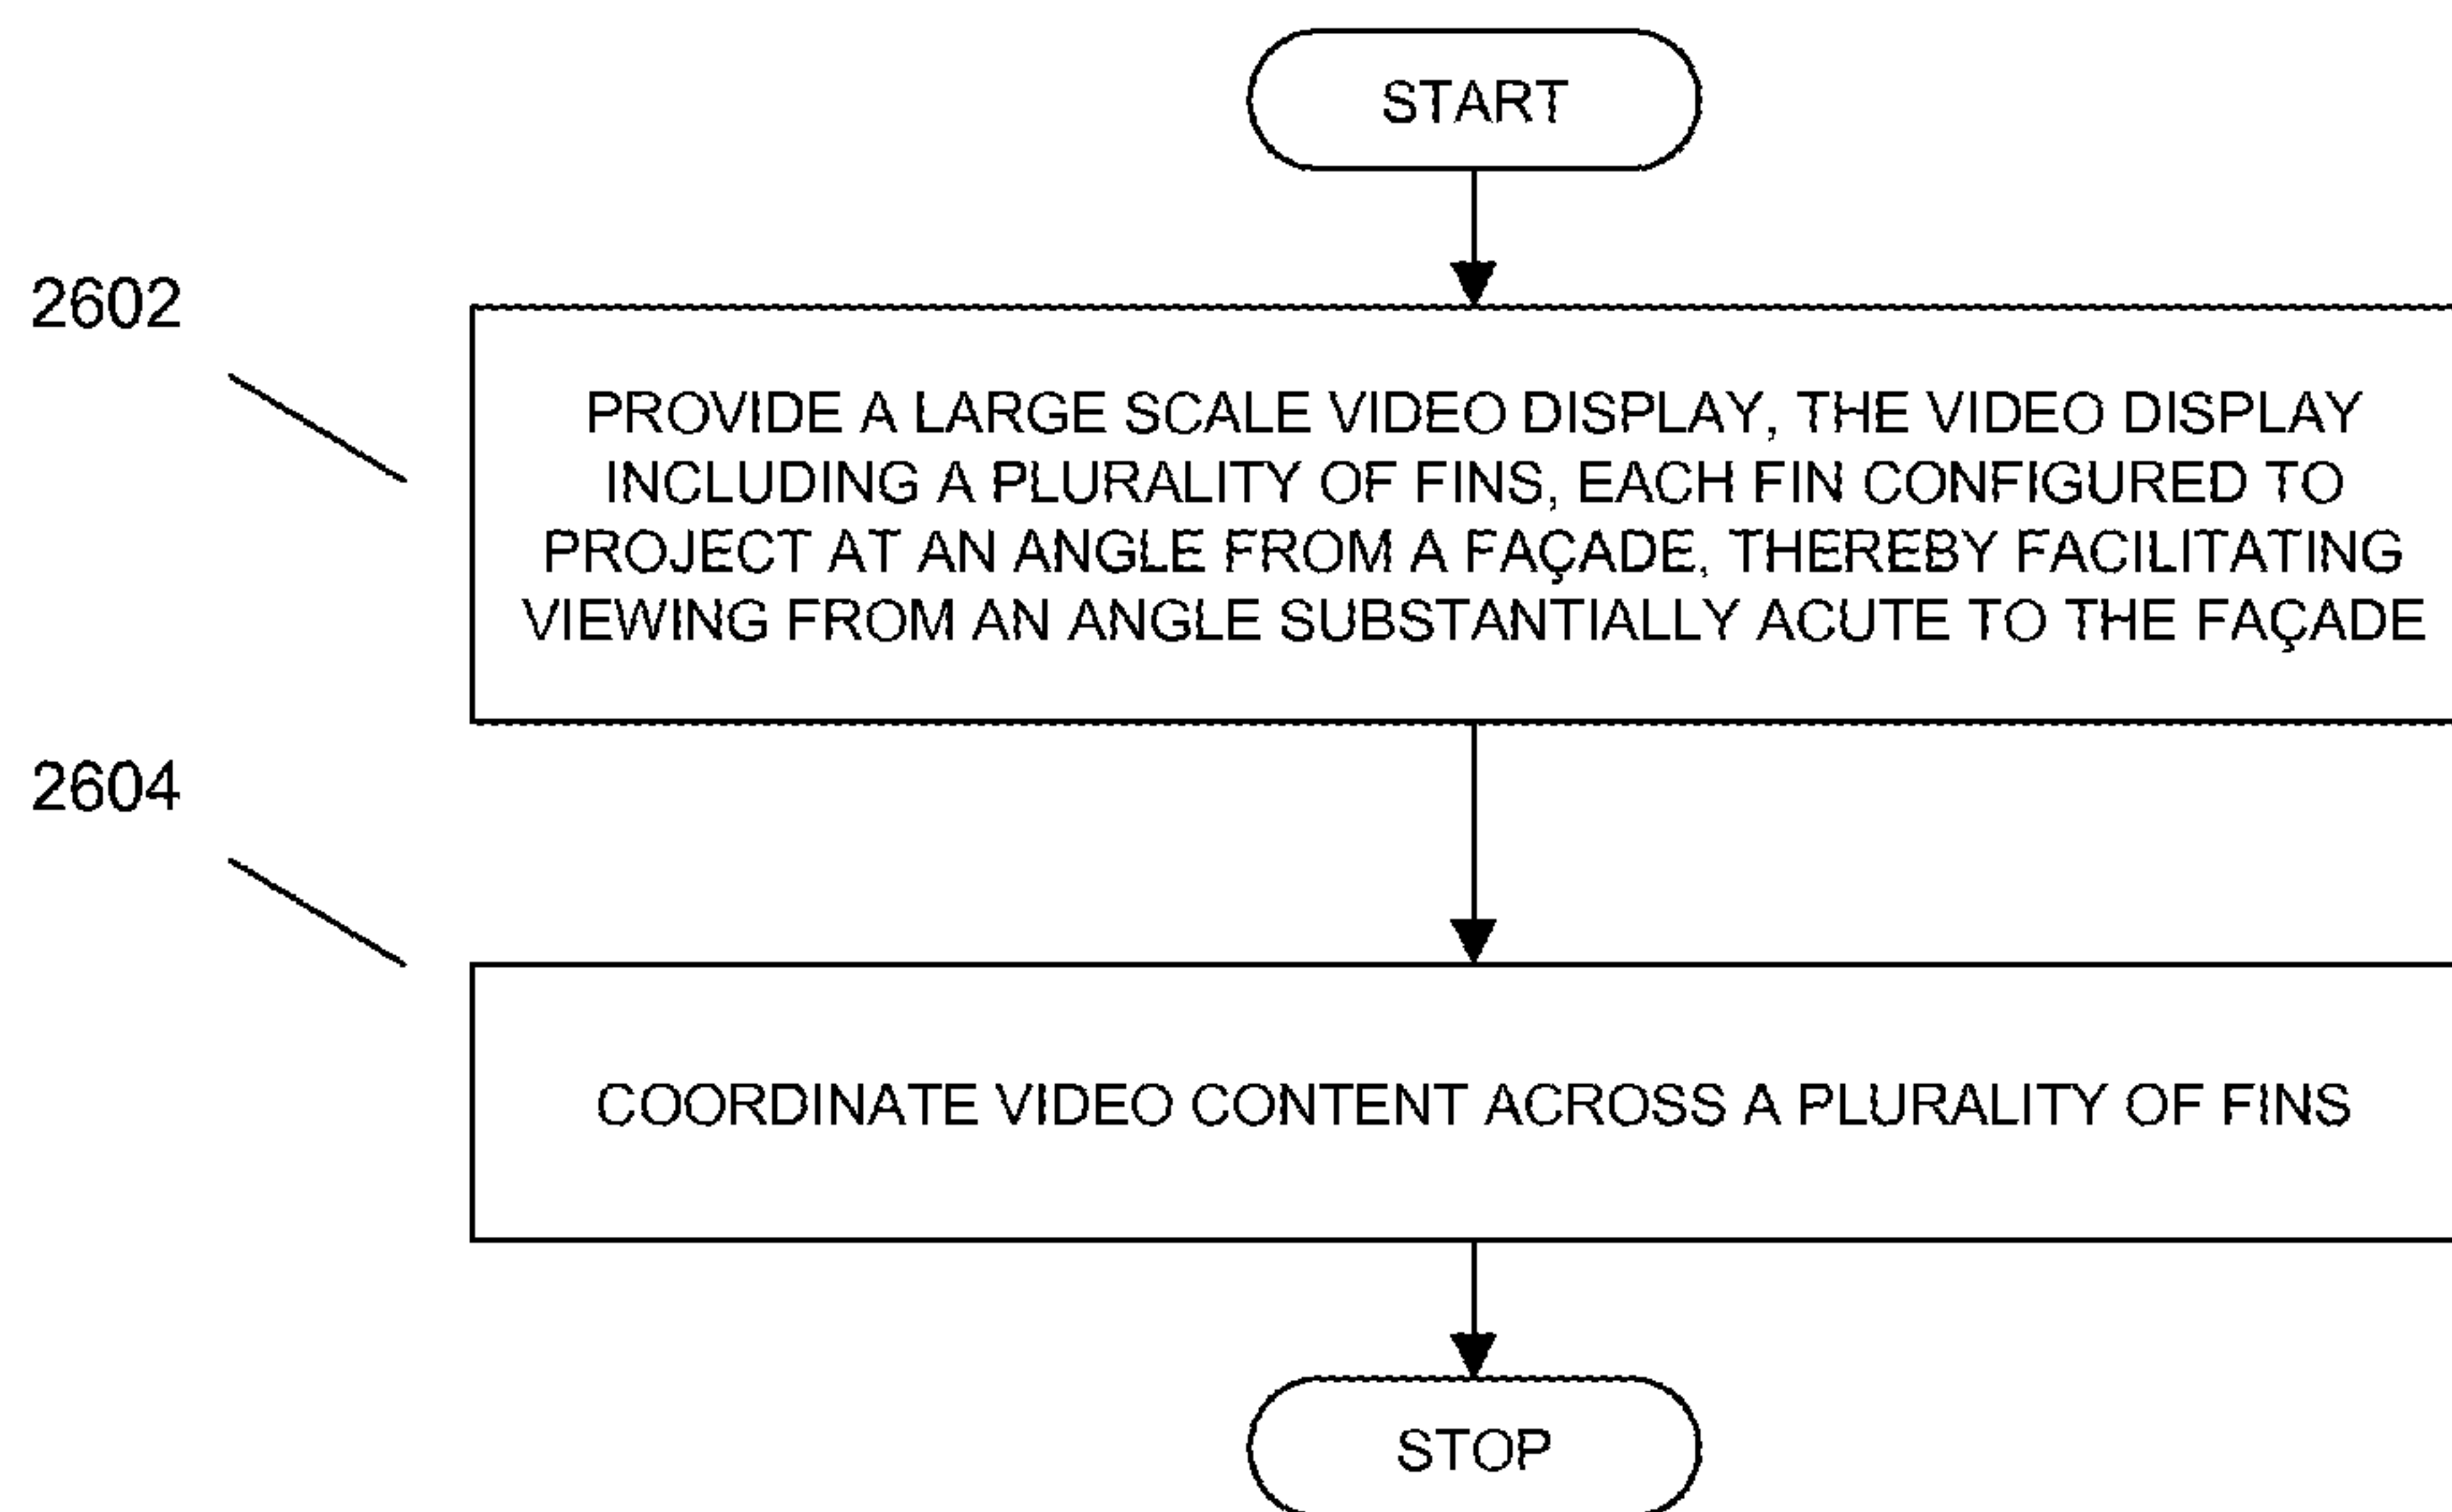 START
2602
PROVIDE A LARGE SCALE VIDEO DISPLAY, THE VIDEO DISPLAY
INCLUDING A PLURALITY OF FINS, EACH FIN CONFIGURED TO
PROJECT AT AN ANGLE FROM A FAÇADE, THEREBY FACILITATING
VIEWING FROM AN ANGLE SUBSTANTIALLY ACUTE TO THE FAÇADE
2604
COORDINATE VIDEO CONTENT ACROSS A PLURALITY OF FINS
STOP